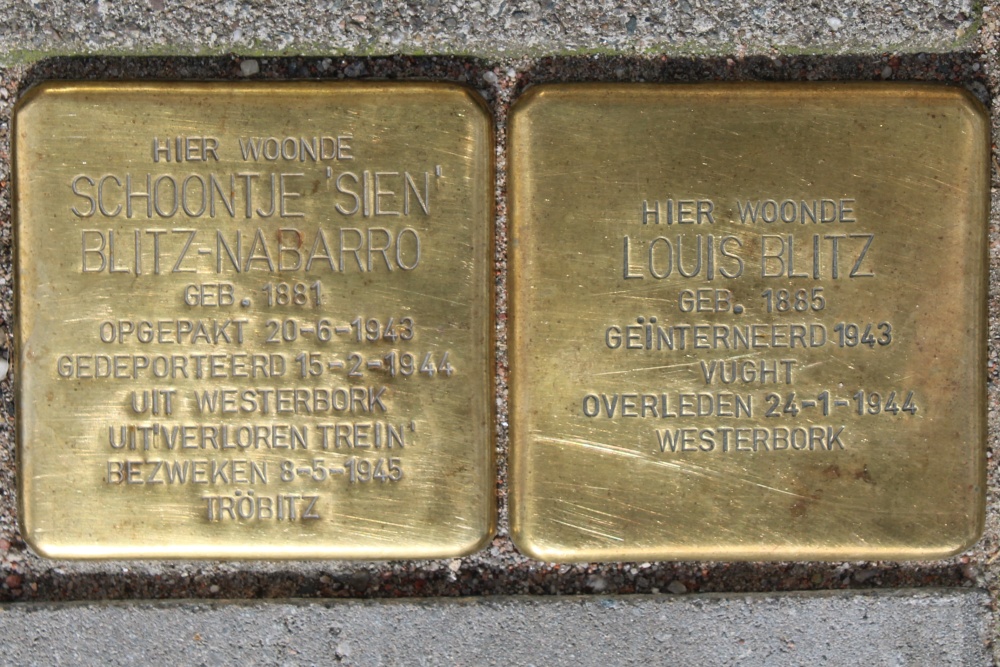 HIER WOONDE
SCHOONTJE 'SIEN'
BLITZ-NABARRO
GEB. 1881
OPGEPAKT 20-6-1943
GEDEPORTEERD 15-2-1944
UIT WESTERBORK
UIT'VERLOREN TREIN'
BEZWEKEN 8-5-1945
TRÖBITZ
HIER WOONDE
LOUIS BLITZ
GEB. 1885
GEÏNTERNEERD 1943
VUGHT
OVERLEDEN 24-1-1944
WESTERBORK